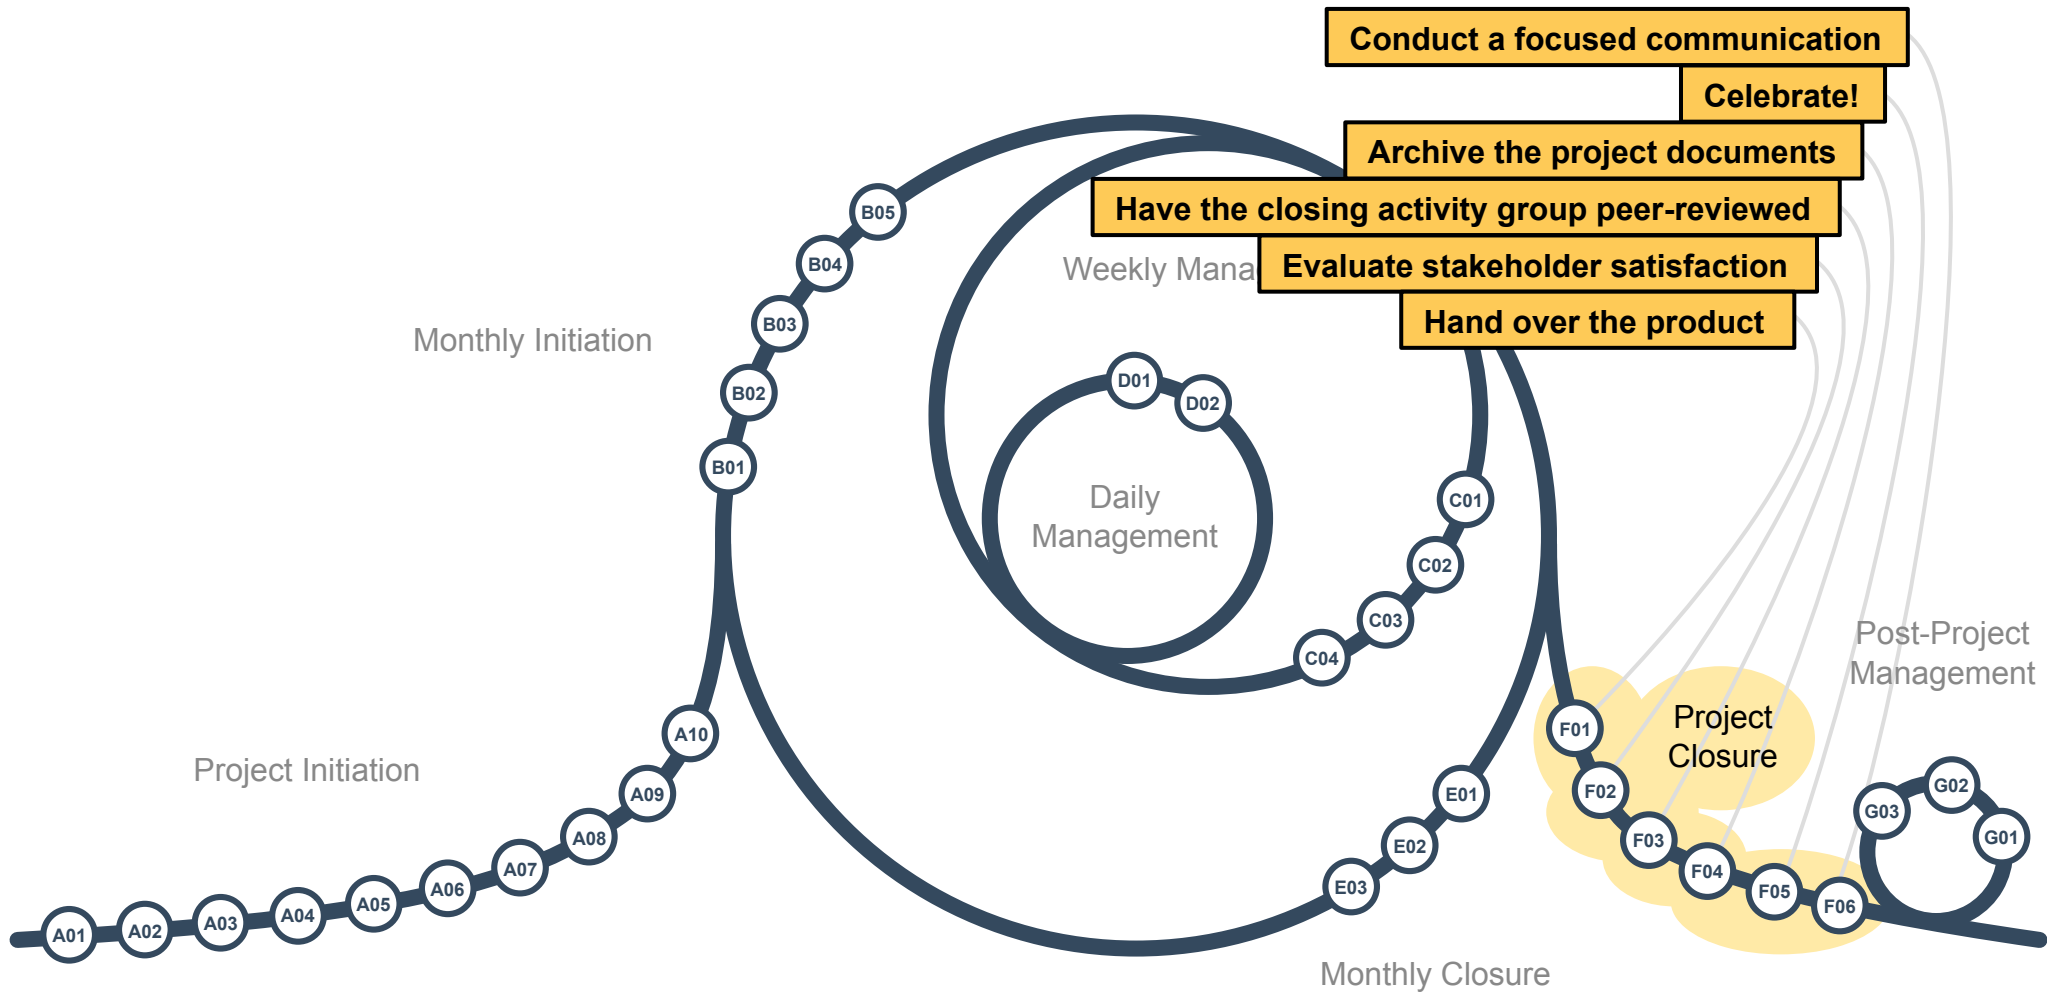 Conduct a focused communication
Celebrate!
Archive the project documents
Have the closing activity group peer-reviewed
Evaluate stakeholder satisfaction
Hand over the product
Weekly Mana
Monthly Initiation
Daily
Management
Project Initiation
Post-Project
Management
Project
Closure
Monthly Closure
A01
A02
A03
A04
A05
A06
A07
A08
A09
A10
B01
B02
B03
B04
B05
C01
C02
C03
C04
D01
D02
E01
E02
E03
F01
F02
F03
F04
F05
F06
G01
G02
G03